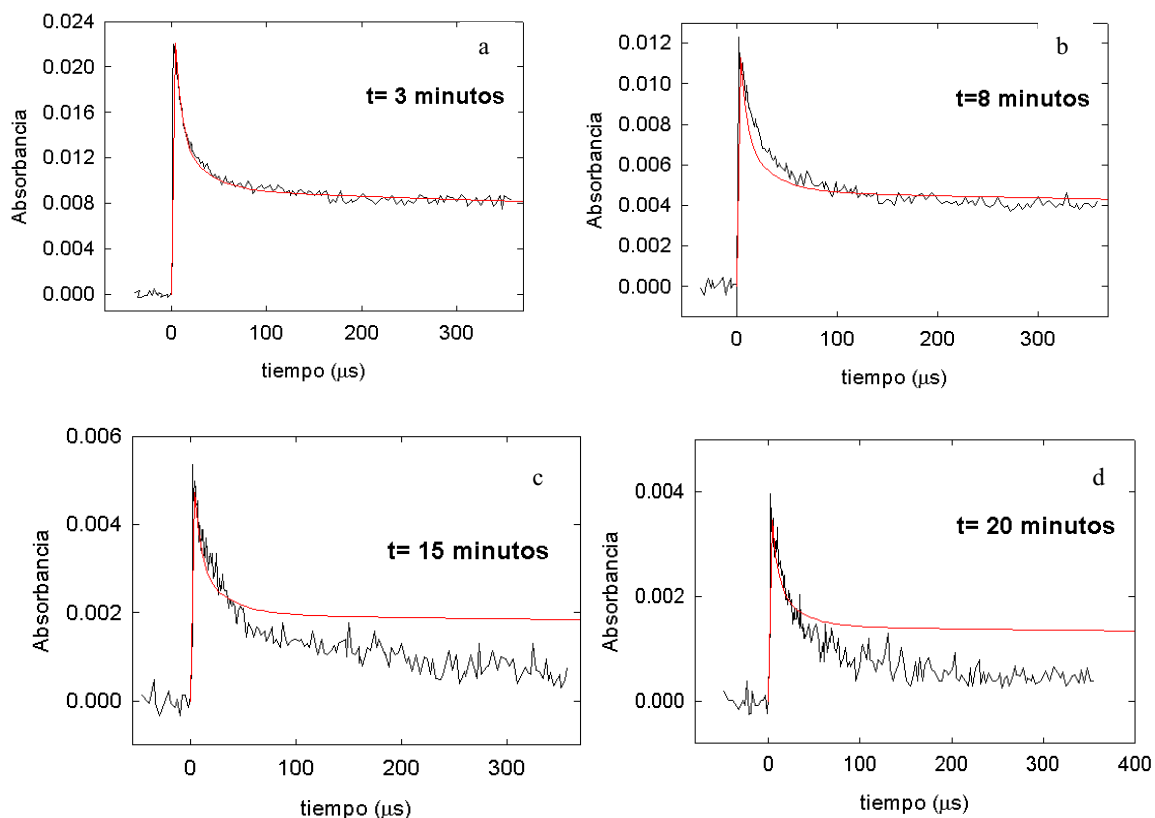 a
t= 3 minutos
Absorbancia
0.024
0.020
0.016
0.012
0.008
0.004
0.000
0 100 200 300
tiempo (μs)
b
t=8 minutos
Absorbancia
0.012
0.010
0.008
0.006
0.004
0.002
0.000
0 100 200 300
tiempo (μs)
c
t= 15 minutos
Absorbancia
0.006
0.004
0.002
0.000
0 100 200 300
tiempo (μs)
d
t= 20 minutos
Absorbancia
0.004
0.002
0.000
0 100 200 300 400
tiempo (μs)